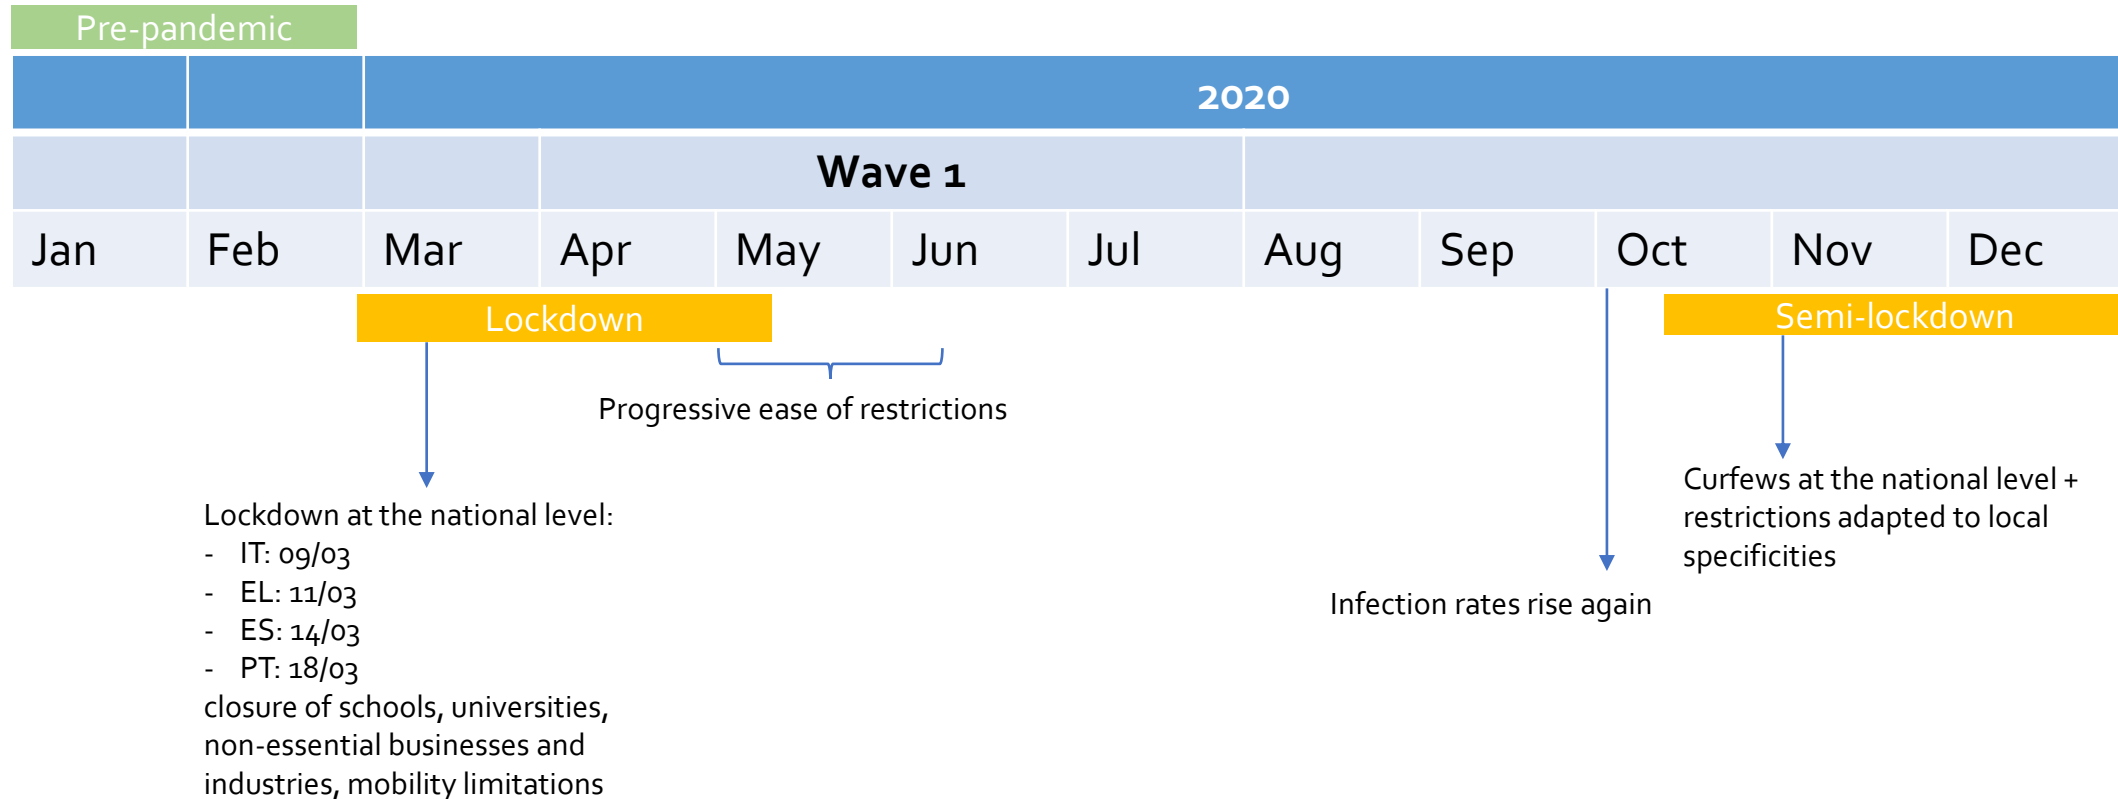 Pre-pandemic
2020
Wave 1
Jan Feb Mar Apr May Jun Jul Aug Sep Oct Nov Dec
Lockdown
Semi-lockdown
Progressive ease of restrictions
Lockdown at the national level:
- IT: 09/03
- EL: 11/03
- ES: 14/03
- PT: 18/03
closure of schools, universities,
non-essential businesses and
industries, mobility limitations
Infection rates rise again
Curfews at the national level +
restrictions adapted to local
specificities